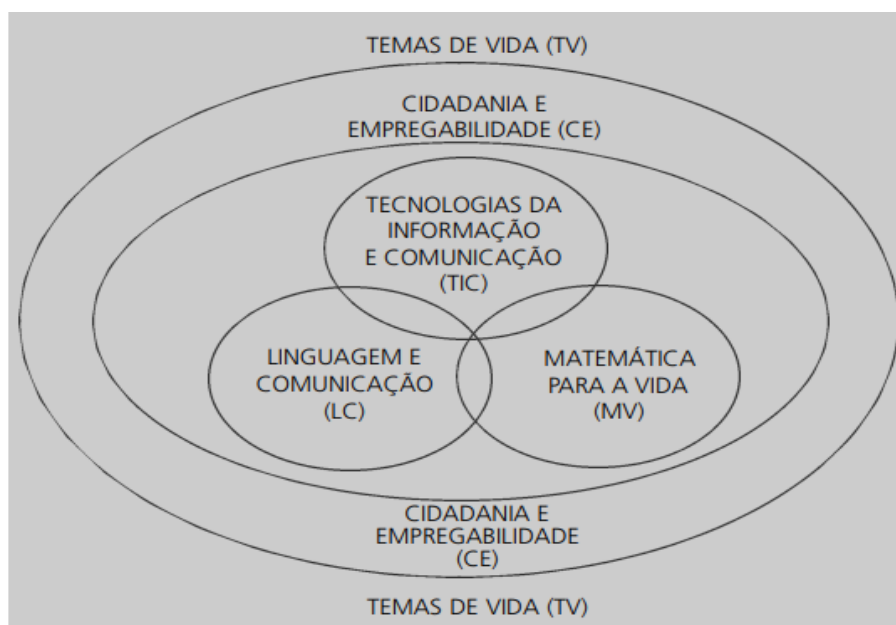 TEMAS DE VIDA (TV)
CIDADANIA E
EMPREGABILIDADE (CE)
TECNOLOGIAS DA
INFORMAÇÃO
E COMUNICAÇÃO
(TIC)
LINGUAGEM E
COMUNICAÇÃO
(LC)
MATEMÁTICA
PARA A VIDA
(MV)
CIDADANIA E
EMPREGABILIDADE
(CE)
TEMAS DE VIDA (TV)